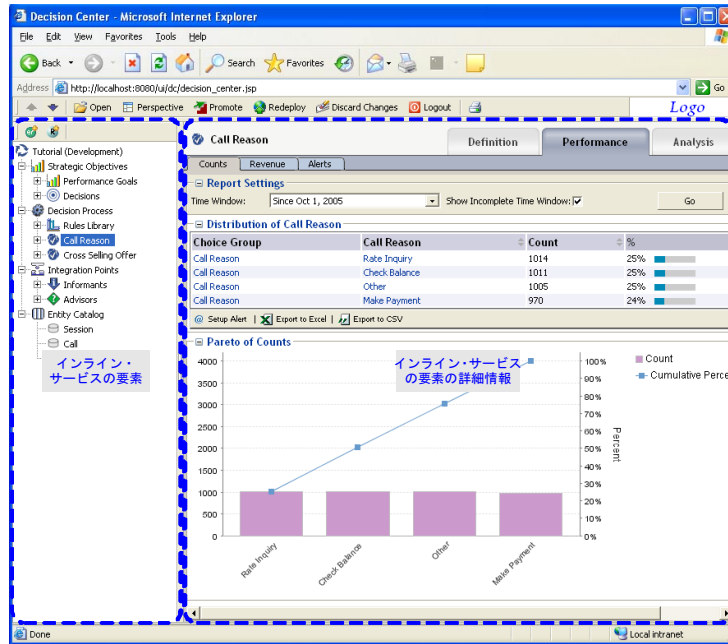 Decision Center - Microsoft Internet Explorer
File Edit View Favorites Tools Help
Back Search Favorites
Address http://localhost:8080/ui/dc/decision_center.jsp Go
Open Perspective Promote Redeploy Discard Changes Logout Logo
Tutorial (Development)
Strategic Objectives
Performance Goals
Decisions
Decision Process
Rules Library
Call Reason
Cross Selling Offer
Integration Points
Informants
Advisors
Entity Catalog
Session
Call
インライン・
サービスの要素
Call Reason Definition Performance Analysis
Counts Revenue Alerts
Report Settings
Time Window: Since Oct 1, 2005 Show Incomplete Time Window: Go
Distribution of Call Reason
Choice Group Call Reason Count %
Call Reason Rate Inquiry 1014 25%
Call Reason Check Balance 1011 25%
Call Reason Other 1005 25%
Call Reason Make Payment 970 24%
@ Setup Alert | Export to Excel | Export to CSV
Pareto of Counts
インライン・サービス
の要素の詳細情報
4000
3500
3000
2500
2000
1500
1000
500
0
100%
90%
80%
70%
60%
50%
40%
30%
20%
10%
0%
Percent
Count
Cumulative Perce
Rate Inquiry
Check Balance
Other
Make Payment
Done Local intranet